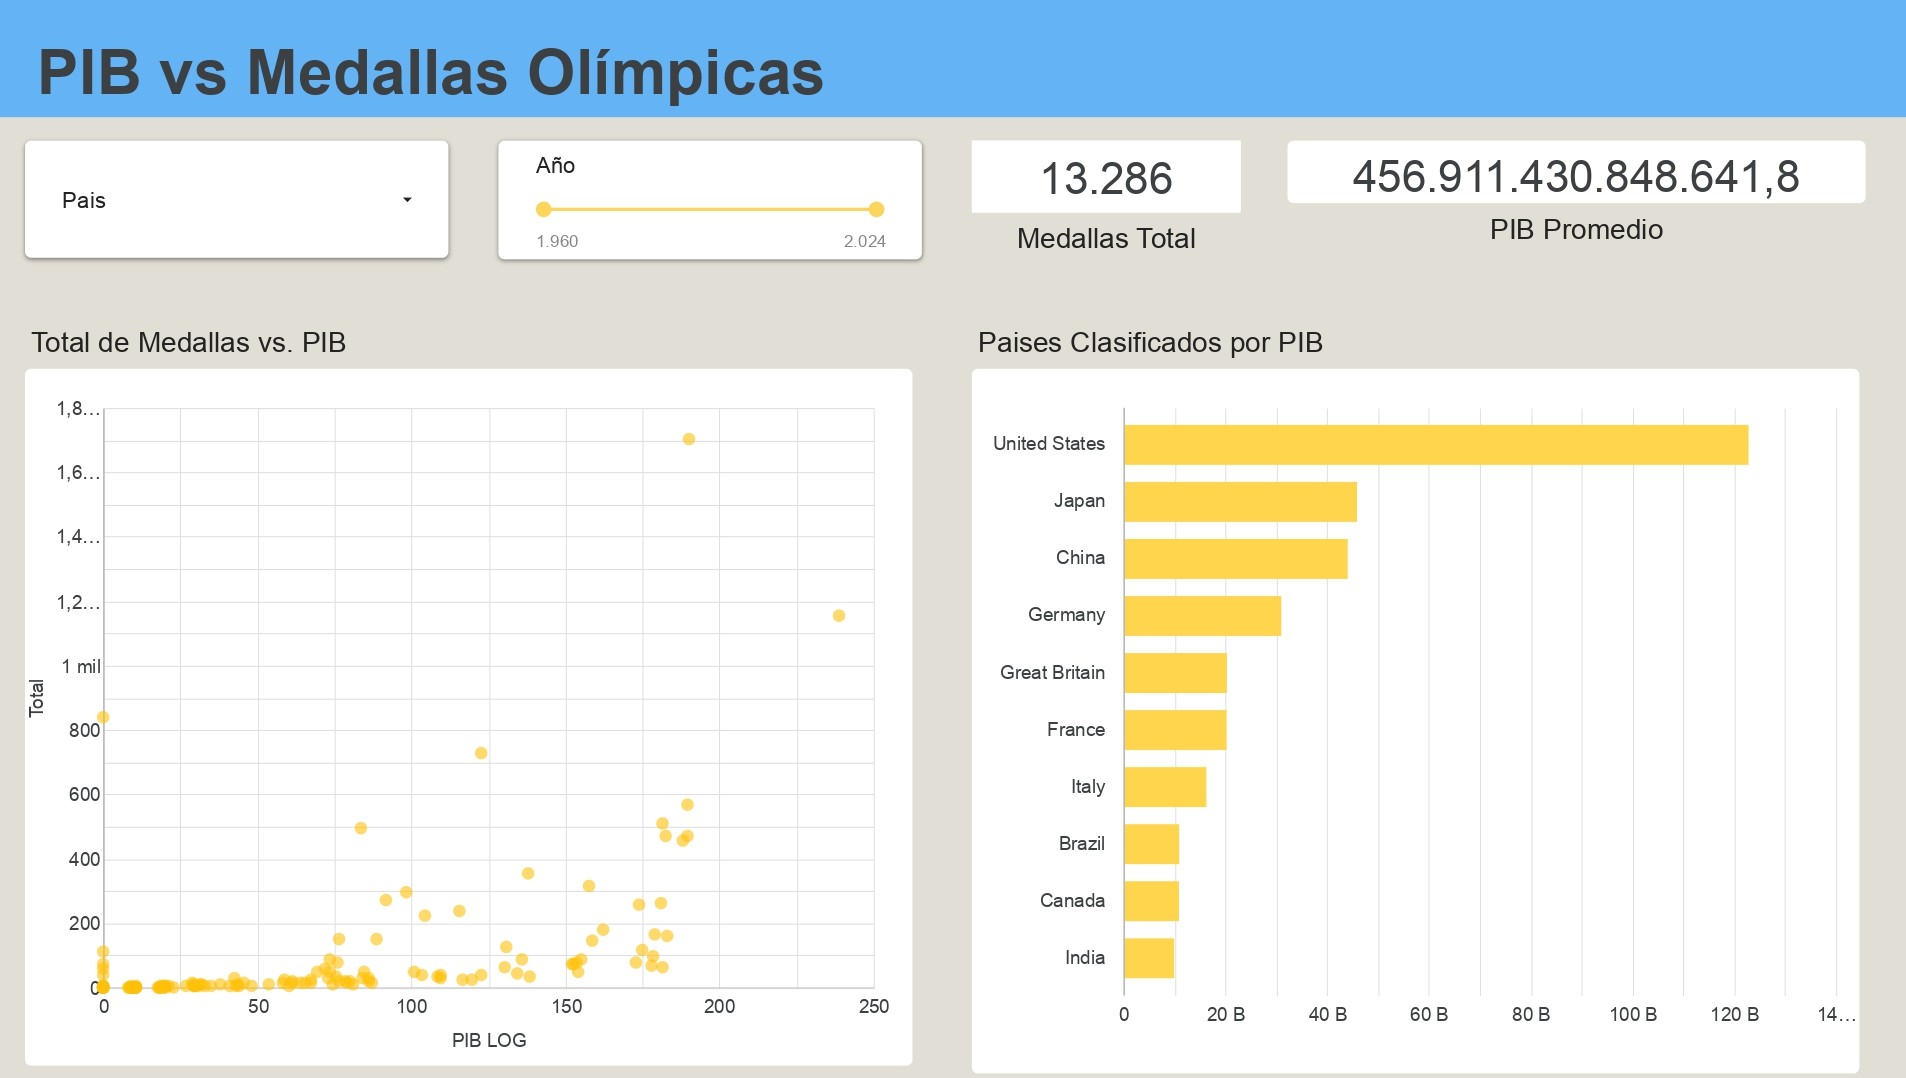 PIB vs Medallas Olímpicas
Pais
Año
1.960
2.024
13.286
Medallas Total
456.911.430.848.641,8
PIB Promedio
Total de Medallas vs. PIB
1,8...
1,6...
1,4...
1,2...
1 mil
800
600
400
200
0
Total
0
50
100
150
200
250
PIB LOG
Paises Clasificados por PIB
United States
Japan
China
Germany
Great Britain
France
Italy
Brazil
Canada
India
0
20 B
40 B
60 B
80 B
100 B
120 B
14...